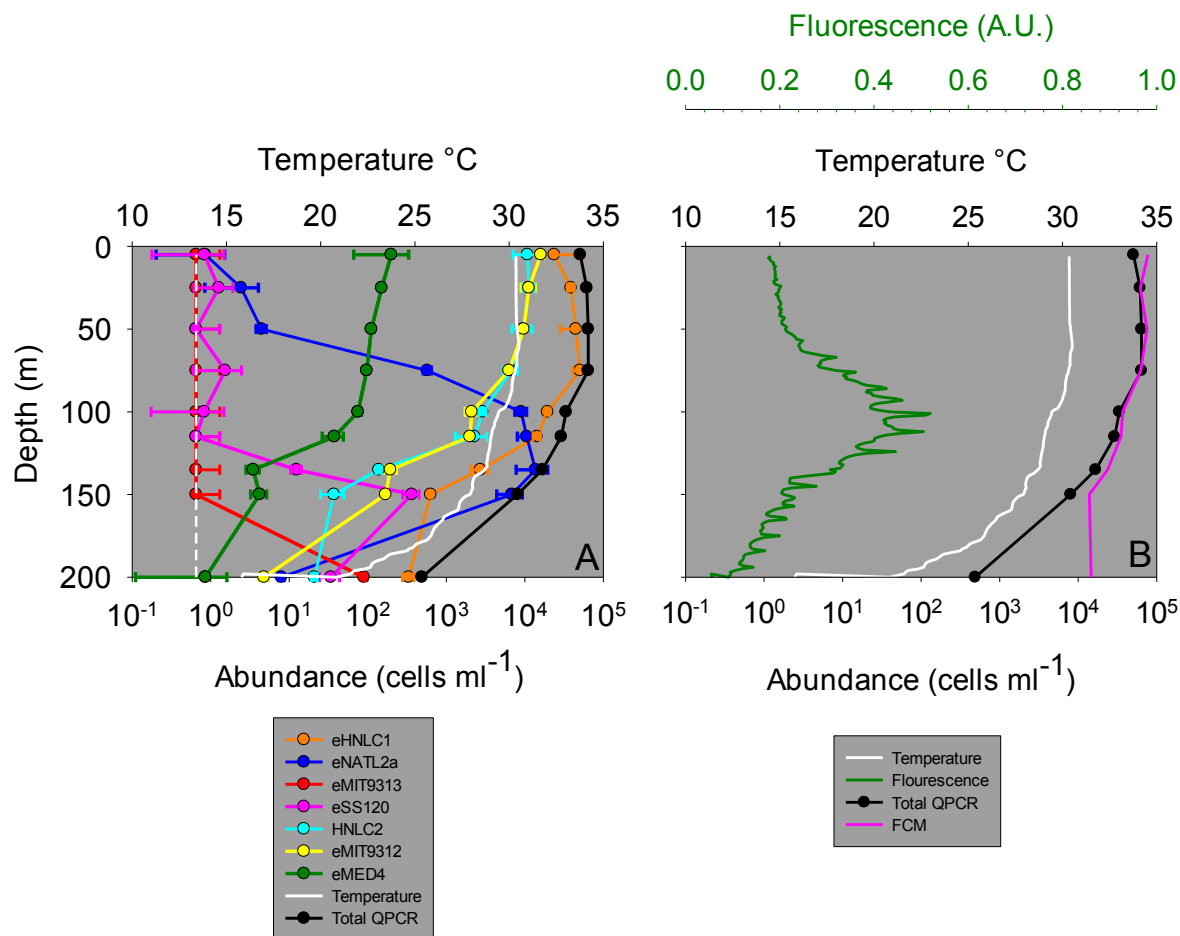 Fluorescence (A.U.)
0.0 0.2 0.4 0.6 0.8 1.0
Temperature °C
10 15 20 25 30 35
Temperature °C
10 15 20 25 30 35
Depth (m)
0
50
100
150
200
A
B
10-1 100 101 102 103 104 105
Abundance (cells ml-1)
10-1 100 101 102 103 104 105
Abundance (cells ml-1)
eHNLC1
eNATL2a
eMIT9313
eSS120
HNLC2
eMIT9312
eMED4
Temperature
Total QPCR
Temperature
Flourescence
Total QPCR
FCM